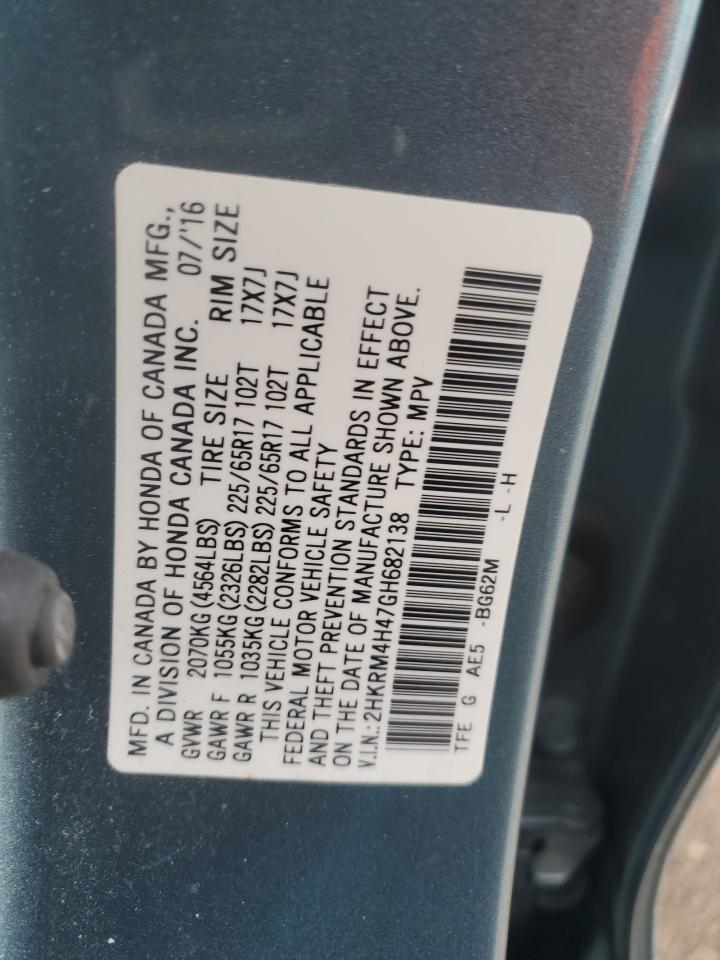 MFD. IN CANADA BY HONDA OF CANADA MFG.,
A DIVISION OF HONDA CANADA INC. 07/'16
GVWR 2070KG (4564LBS) TIRE SIZE RIM SIZE
GAWR F 1055KG (2326LBS) 225/65R17 102T 17X7J
GAWR R 1035KG (2282LBS) 225/65R17 102T 17X7J
THIS VEHICLE CONFORMS TO ALL APPLICABLE
FEDERAL MOTOR VEHICLE SAFETY
AND THEFT PREVENTION STANDARDS IN EFFECT
ON THE DATE OF MANUFACTURE SHOWN ABOVE.
V.I.N.: 2HKRM4H47GH682138 TYPE: MPV
TFE G AE5 -BG62M -L -H